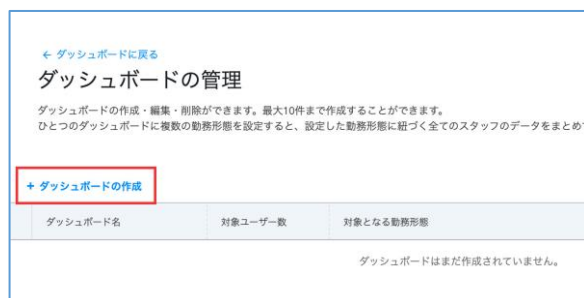 ← ダッシュボードに戻る
ダッシュボードの管理
ダッシュボードの作成・編集・削除ができます。最大10件まで作成することができます。
ひとつのダッシュボードに複数の勤務形態を設定すると、設定した勤務形態に紐づく全てのスタッフのデータをまとめて
+ ダッシュボードの作成
ダッシュボード名 対象ユーザー数 対象となる勤務形態
ダッシュボードはまだ作成されていません。